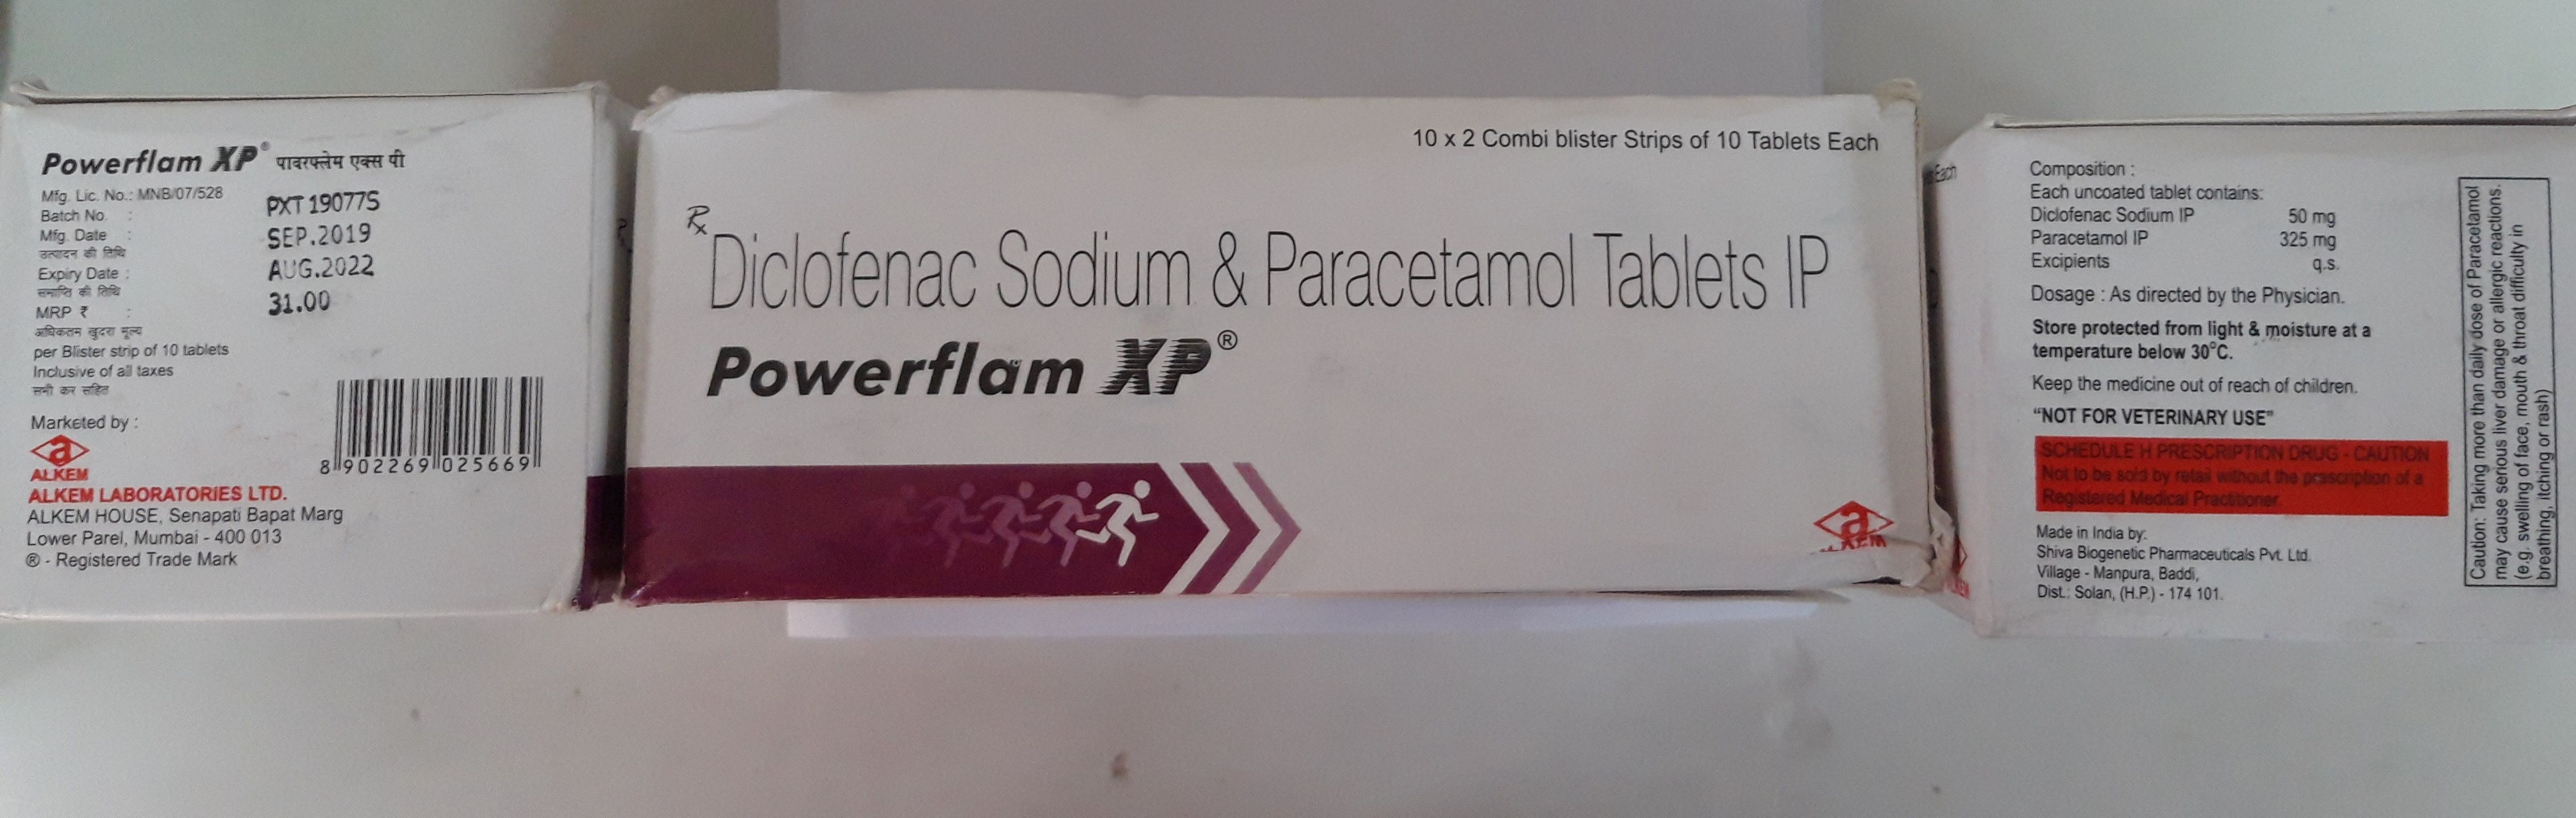 Powerflam XP® पावरफ्लेम एक्स पी
Mfg. Lic. No.: MNB/07/528
Batch No. : PXT 19077S
Mfg. Date : SEP.2019
उत्पादन की तिथि
Expiry Date : AUG.2022
समाप्ति की तिथि
MRP ₹ : 31.00
अधिकतम खुदरा मूल्य
per Blister strip of 10 tablets
Inclusive of all taxes
सभी कर सहित
Marketed by :
a
ALKEM
ALKEM LABORATORIES LTD.
ALKEM HOUSE, Senapati Bapat Marg
Lower Parel, Mumbai - 400 013
® - Registered Trade Mark
8 902269 025669
10 x 2 Combi blister Strips of 10 Tablets Each
Rx
Diclofenac Sodium & Paracetamol Tablets IP
Powerflam XP®
a
ALKEM
Each
Composition :
Each uncoated tablet contains:
Diclofenac Sodium IP 50 mg
Paracetamol IP 325 mg
Excipients q.s.
Dosage : As directed by the Physician.
Store protected from light & moisture at a
temperature below 30°C.
Keep the medicine out of reach of children.
"NOT FOR VETERINARY USE"
SCHEDULE H PRESCRIPTION DRUG - CAUTION
Not to be sold by retail without the prescription of a
Registered Medical Practitioner.
Made in India by:
Shiva Biogenetic Pharmaceuticals Pvt. Ltd.
Village - Manpura, Baddi,
Dist.: Solan, (H.P.) - 174 101.
Caution: Taking more than daily dose of Paracetamol
may cause serious liver damage or allergic reactions.
(e.g. swelling of face, mouth & throat difficulty in
breathing, itching or rash)